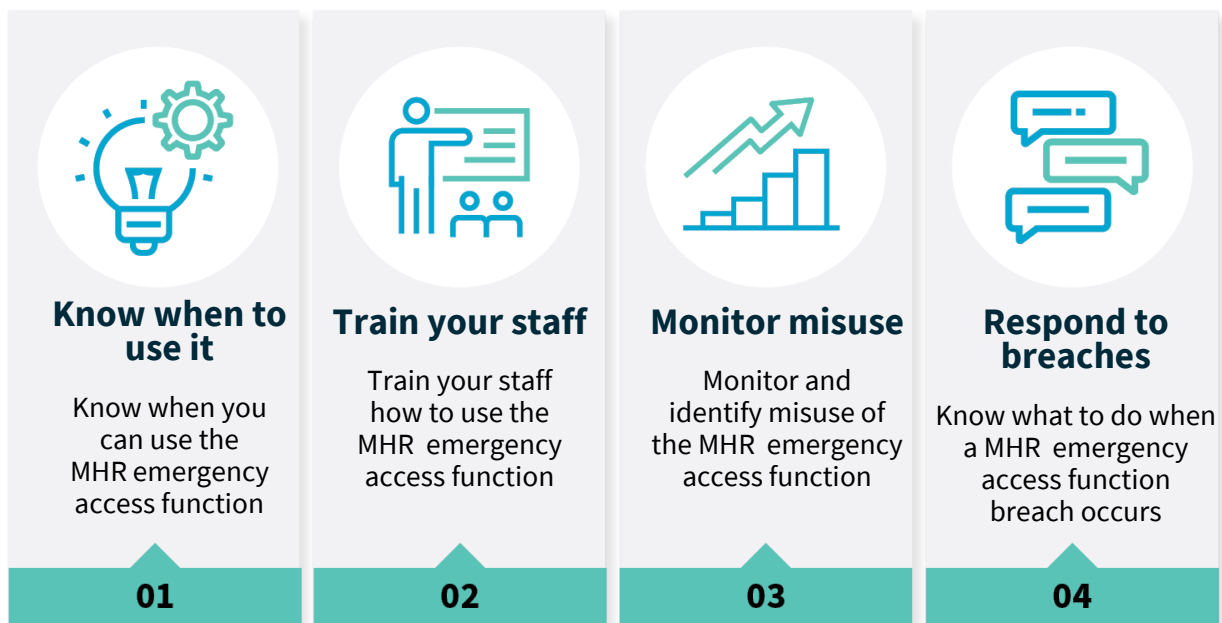 Know when to
use it
Know when you
can use the
MHR emergency
access function
01
Train your staff
Train your staff
how to use the
MHR emergency
access function
02
Monitor misuse
Monitor and
identify misuse of
the MHR emergency
access function
03
Respond to
breaches
Know what to do when
a MHR emergency
access function
breach occurs
04